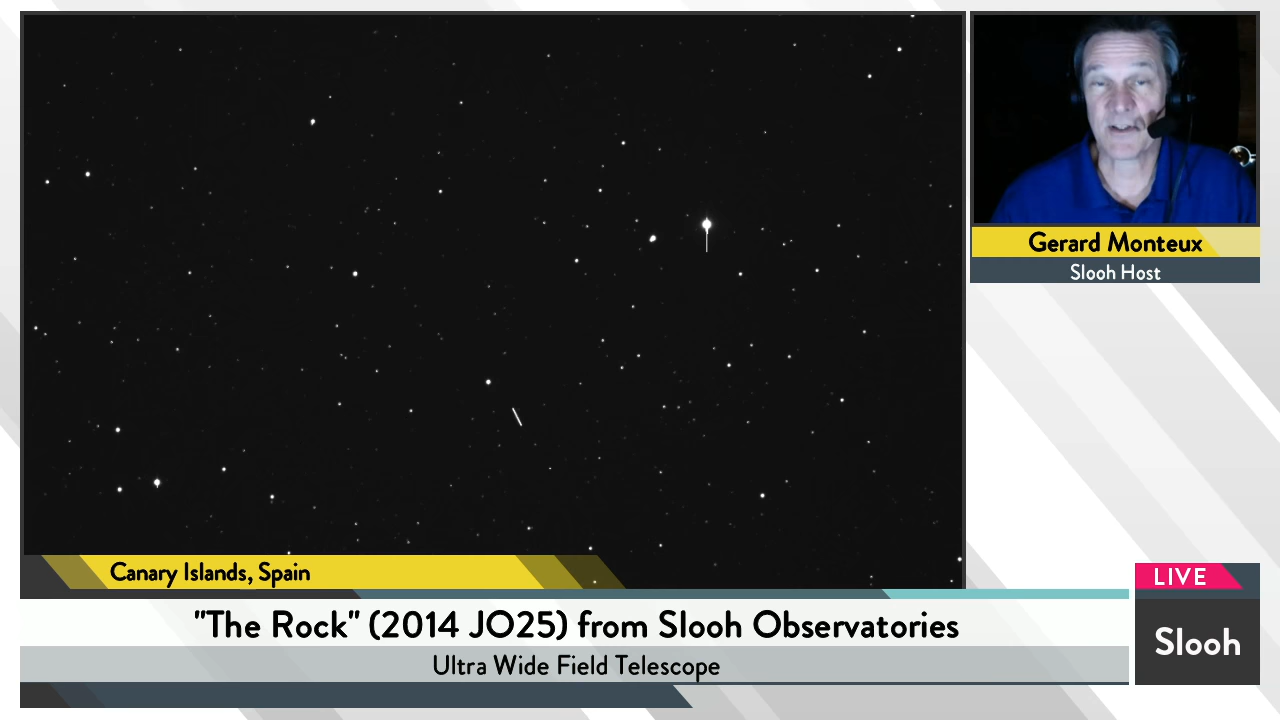 Gerard Monteux
Slooh Host
Canary Islands, Spain
"The Rock" (2014 JO25) from Slooh Observatories
Ultra Wide Field Telescope
LIVE
Slooh